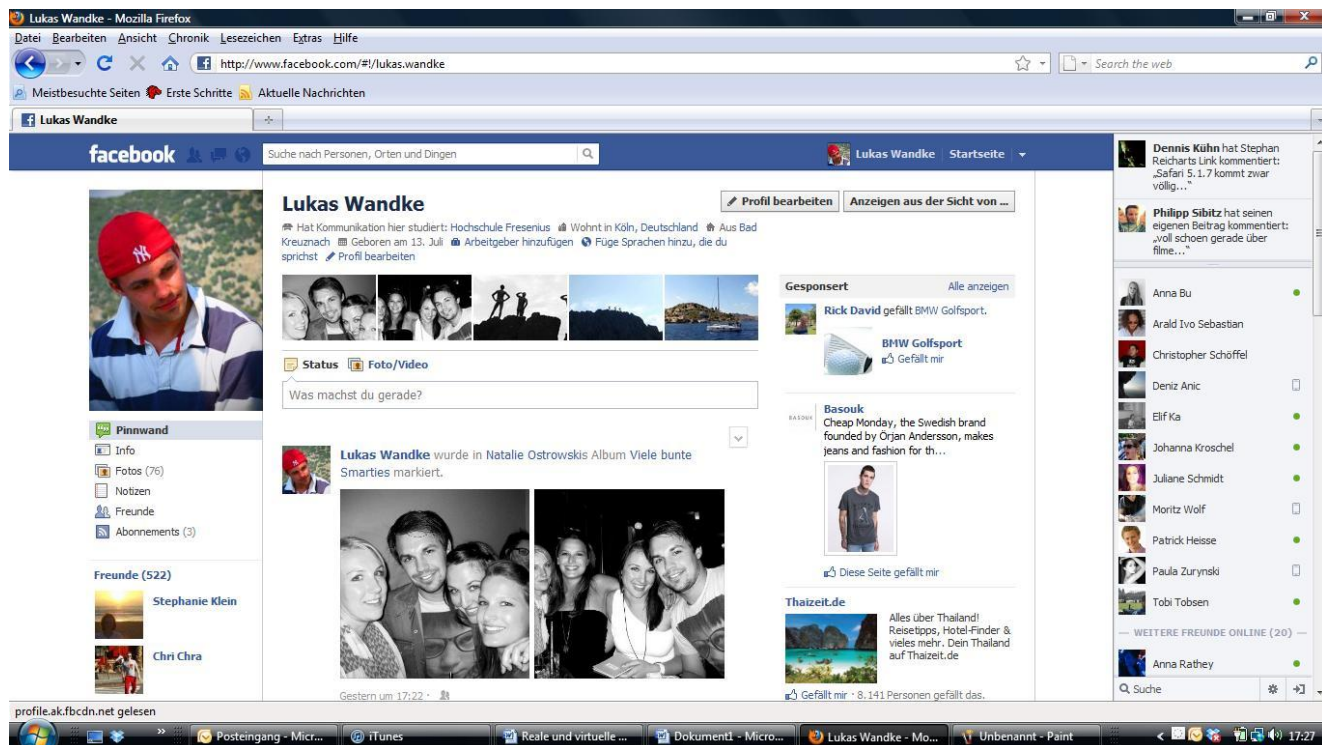 Lukas Wandke - Mozilla Firefox
Datei Bearbeiten Ansicht Chronik Lesezeichen Extras Hilfe
http://www.facebook.com/#!/lukas.wandke
Search the web
Meistbesuchte Seiten Erste Schritte Aktuelle Nachrichten
Lukas Wandke
facebook
Suche nach Personen, Orten und Dingen
Lukas Wandke Startseite
Lukas Wandke
Profil bearbeiten Anzeigen aus der Sicht von ...
Hat Kommunikation hier studiert: Hochschule Fresenius Wohnt in Köln, Deutschland Aus Bad
Kreuznach Geboren am 13. Juli Arbeitgeber hinzufügen Füge Sprachen hinzu, die du
sprichst Profil bearbeiten
Status Foto/Video
Was machst du gerade?
Pinnwand
Info
Fotos (76)
Notizen
Freunde
Abonnements (3)
Freunde (522)
Stephanie Klein
Chri Chra
Lukas Wandke wurde in Natalie Ostrowskis Album Viele bunte
Smarties markiert.
Gestern um 17:22 ·
Gesponsert Alle anzeigen
Rick David gefällt BMW Golfsport.
BMW Golfsport
Gefällt mir
BASOUK
Basouk
Cheap Monday, the Swedish brand
founded by Örjan Andersson, makes
jeans and fashion for th...
Diese Seite gefällt mir
Thaizeit.de
Alles über Thailand!
Reisetipps, Hotel-Finder &
vieles mehr. Dein Thailand
auf Thaizeit.de
Gefällt mir · 8.141 Personen gefällt das.
Dennis Kühn hat Stephan
Reicharts Link kommentiert:
„Safari 5.1.7 kommt zwar
völlig..."
Philipp Sibitz hat seinen
eigenen Beitrag kommentiert:
„voll schoen gerade über
filme..."
Anna Bu
Arald Ivo Sebastian
Christopher Schöffel
Deniz Anic
Elif Ka
Johanna Kroschel
Juliane Schmidt
Moritz Wolf
Patrick Heisse
Paula Zurynski
Tobi Tobsen
WEITERE FREUNDE ONLINE (20)
Anna Rathey
Suche
profile.ak.fbcdn.net gelesen
Posteingang - Micr... iTunes Reale und virtuelle ... Dokument1 - Micro... Lukas Wandke - Mo... Unbenannt - Paint 17:27